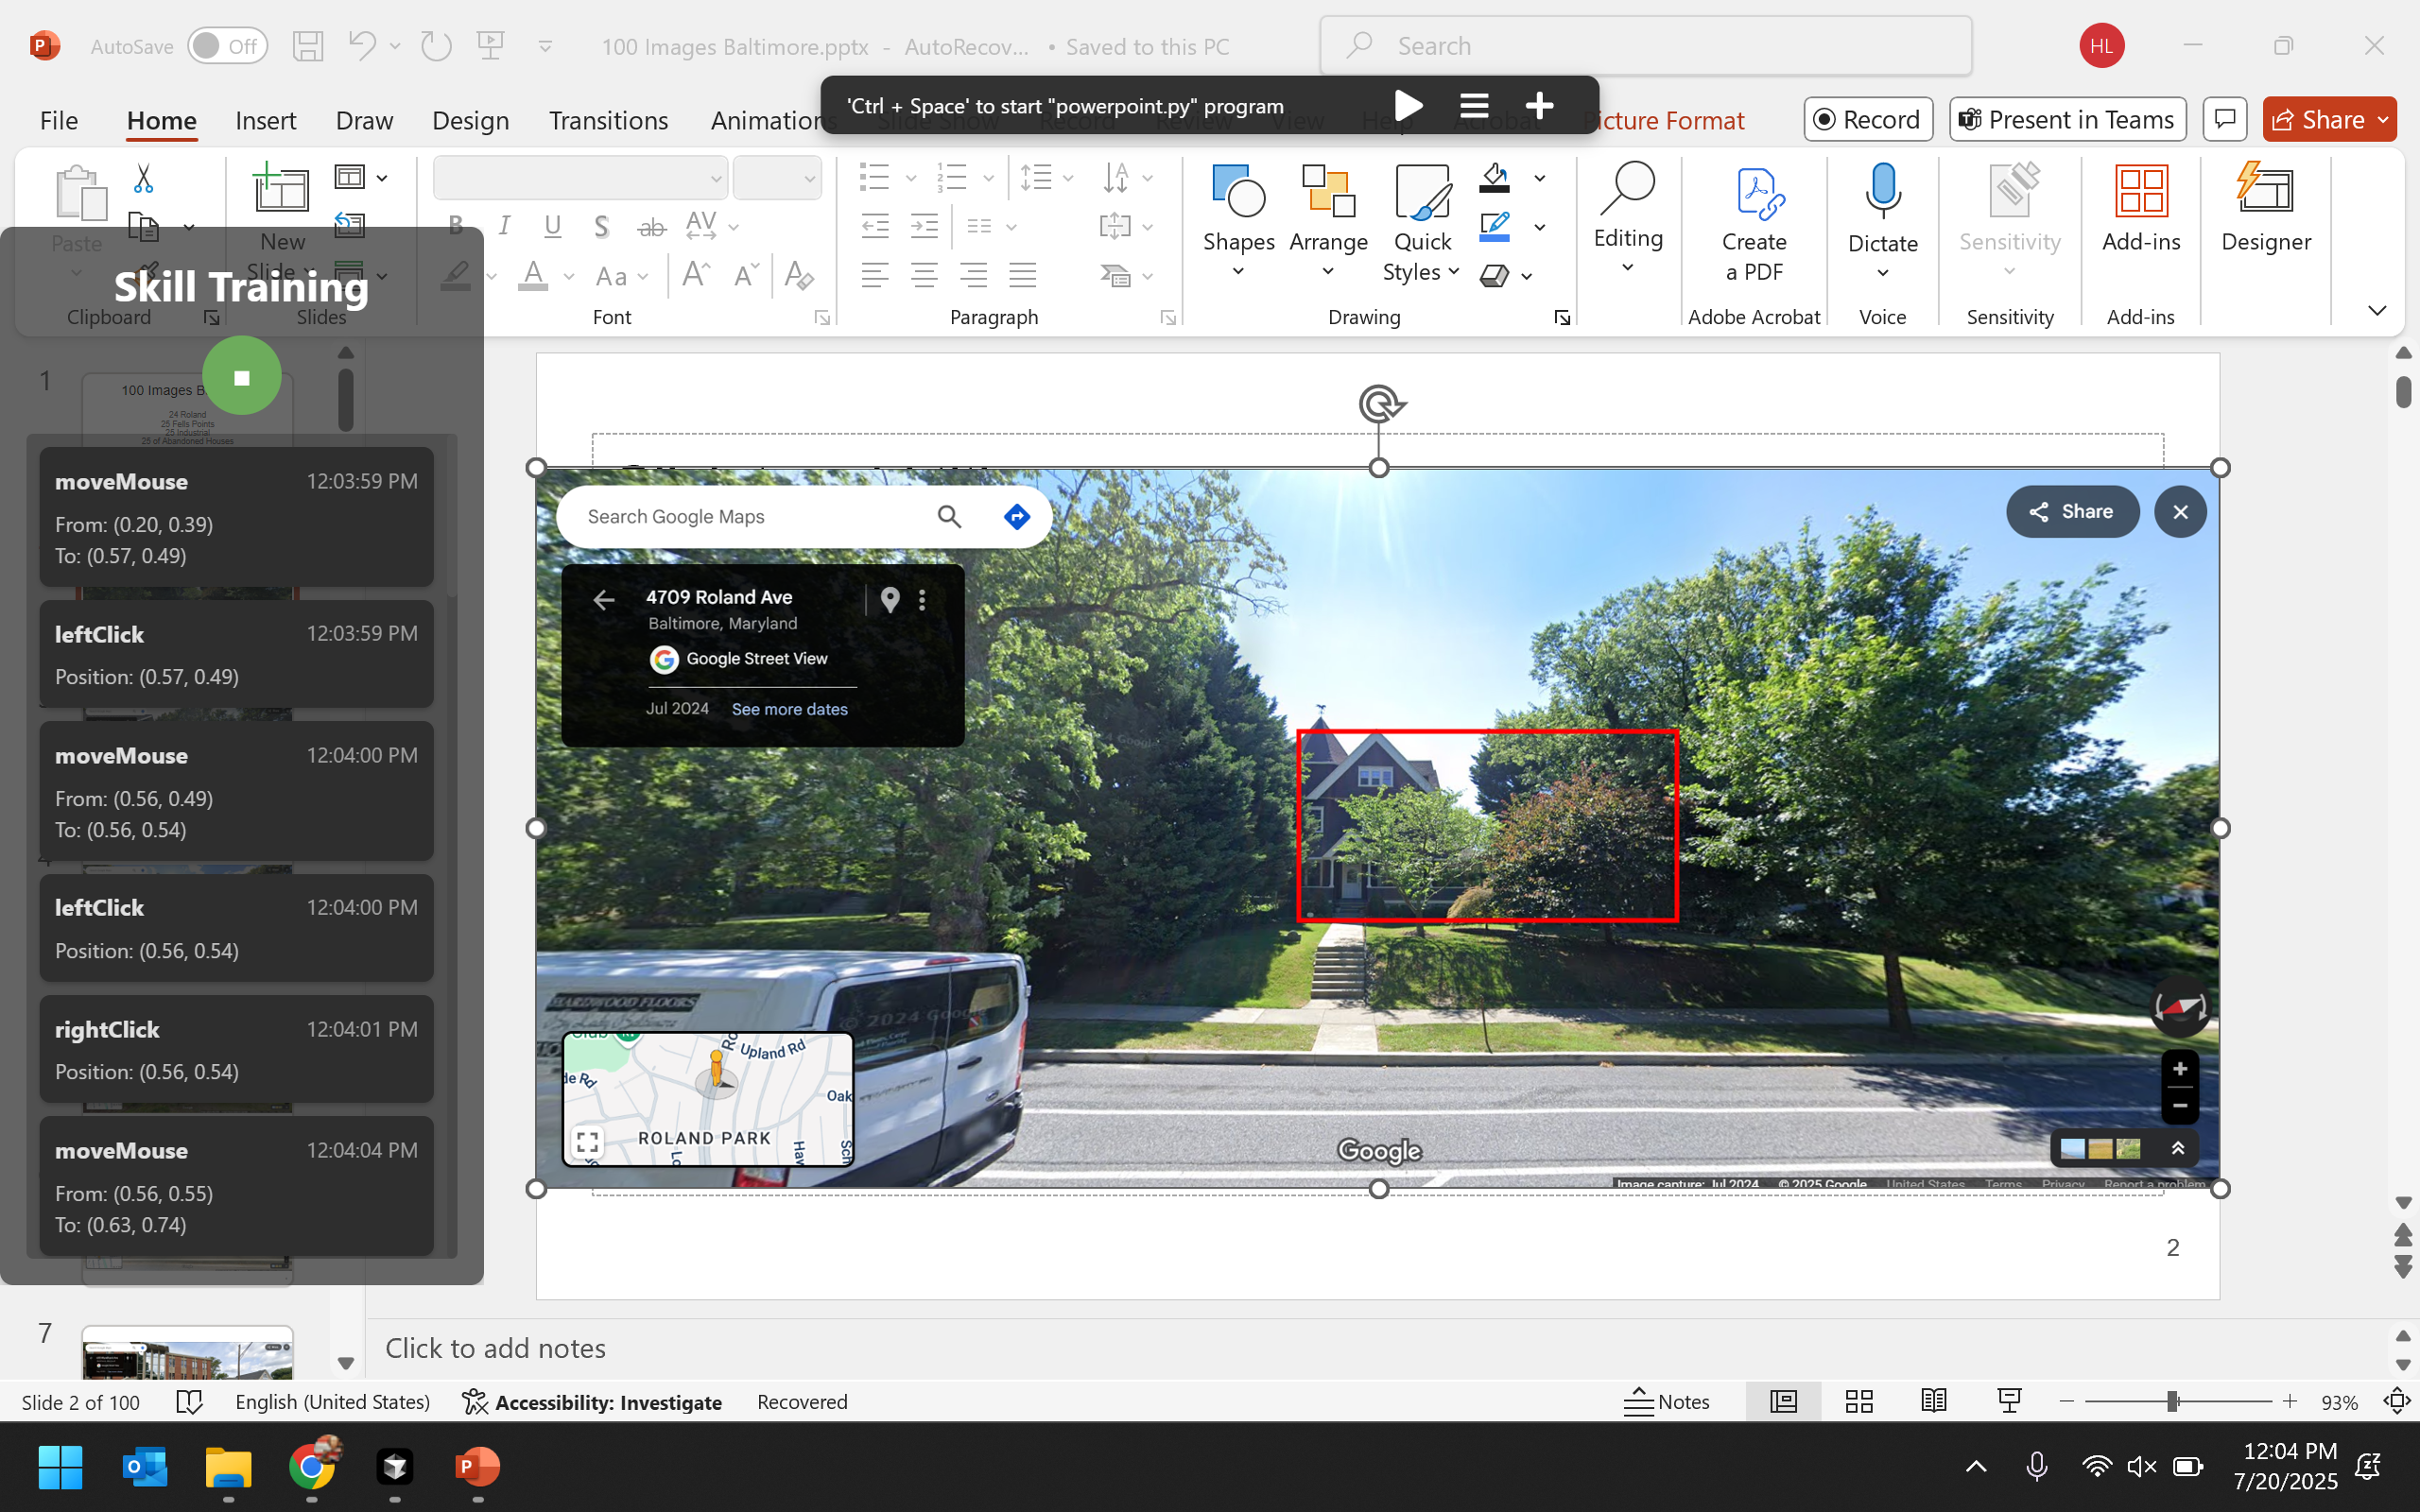 AutoSave
Off
100 Images Baltimore.pptx - AutoRecov... • Saved to this PC
Search
HL
'Ctrl + Space' to start "powerpoint.py" program
File
Home
Insert
Draw
Design
Transitions
Animations
Slide Show
Record
Review
View
Help
Acrobat
Picture Format
Record
Present in Teams
Share
Paste
Clipboard
New
Slide
Slides
Font
Paragraph
Shapes
Arrange
Quick
Styles
Drawing
Editing
Create
a PDF
Adobe Acrobat
Dictate
Voice
Sensitivity
Sensitivity
Add-ins
Add-ins
Designer
Skill Training
1
100 Images B
24 Roland
25 Fells Points
25 Industrial
25 of Abandoned Houses
moveMouse 12:03:59 PM
From: (0.20, 0.39)
To: (0.57, 0.49)
leftClick 12:03:59 PM
Position: (0.57, 0.49)
moveMouse 12:04:00 PM
From: (0.56, 0.49)
To: (0.56, 0.54)
4
leftClick 12:04:00 PM
Position: (0.56, 0.54)
rightClick 12:04:01 PM
Position: (0.56, 0.54)
moveMouse 12:04:04 PM
From: (0.56, 0.55)
To: (0.63, 0.74)
7
Search Google Maps
Share
4709 Roland Ave
Baltimore, Maryland
Google Street View
Jul 2024 See more dates
HARDWOOD FLOORS
© 2024 Google
Upland Rd
de Rd
Oak
ROLAND PARK
Google
Image capture: Jul 2024 © 2025 Google United States Terms Privacy Report a problem
2
Click to add notes
Slide 2 of 100
English (United States)
Accessibility: Investigate
Recovered
Notes
93%
12:04 PM
7/20/2025